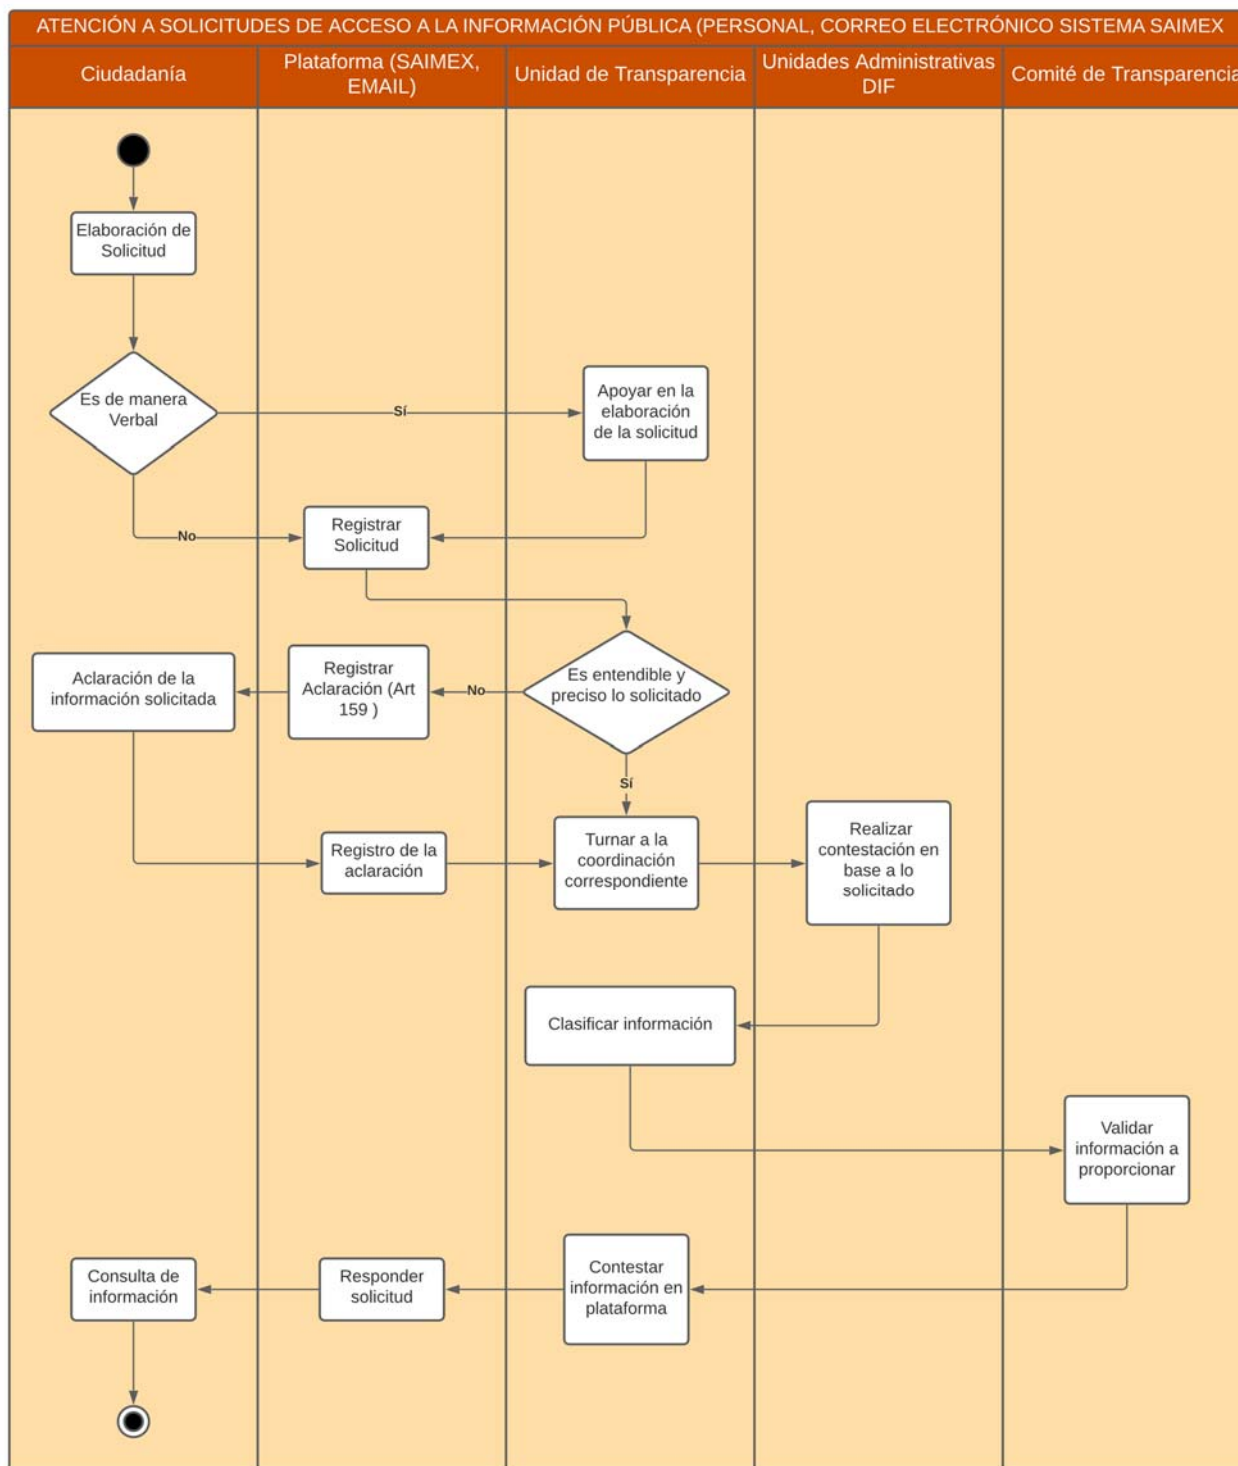 ATENCIÓN A SOLICITUDES DE ACCESO A LA INFORMACIÓN PÚBLICA (PERSONAL, CORREO ELECTRÓNICO SISTEMA SAIMEX
Ciudadanía
Plataforma (SAIMEX,
EMAIL)
Unidad de Transparencia
Unidades Administrativas
DIF
Comité de Transparencia
Elaboración de
Solicitud
Es de manera
Verbal
Sí
Apoyar en la
elaboración
de la solicitud
No
Registrar
Solicitud
Es entendible y
preciso lo solicitado
No
Registrar
Aclaración (Art
159 )
Aclaración de la
información solicitada
Sí
Registro de la
aclaración
Turnar a la
coordinación
correspondiente
Realizar
contestación en
base a lo
solicitado
Clasificar información
Validar
información a
proporcionar
Contestar
información en
plataforma
Responder
solicitud
Consulta de
información